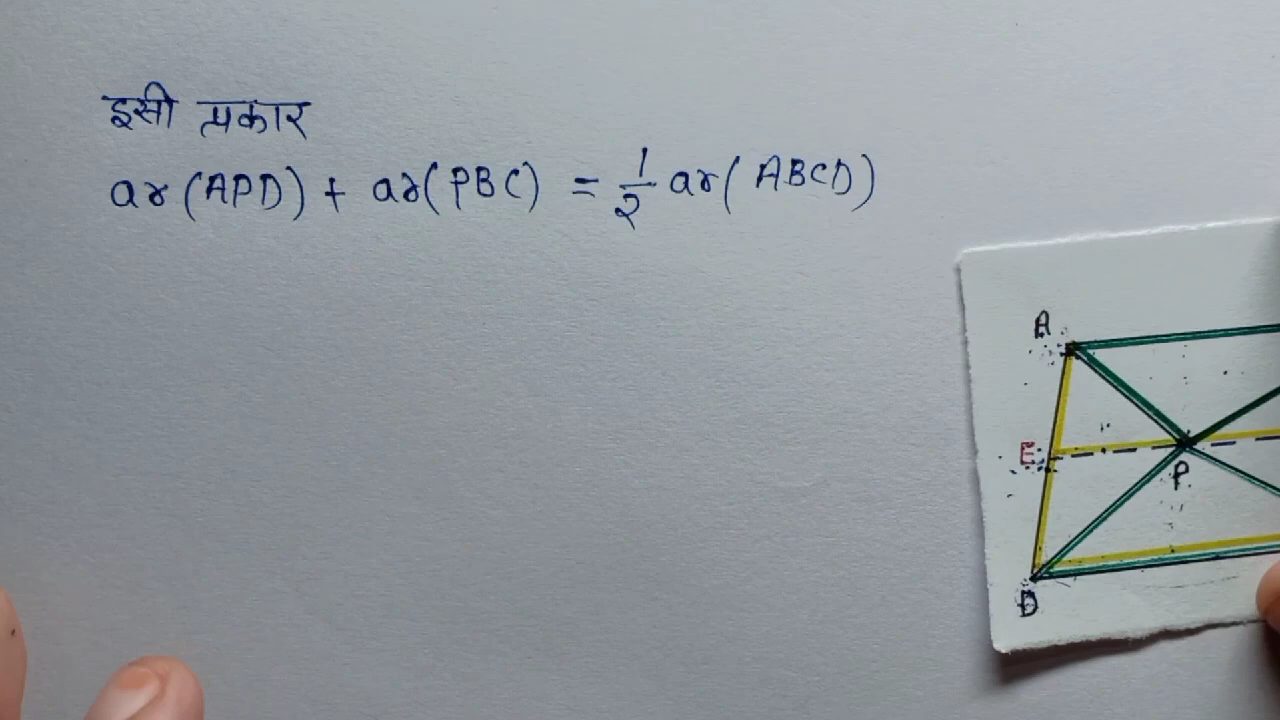 इसी प्रकार
ar (APD) + ar(PBC) = 1/2 ar( ABCD)
A
E
P
D